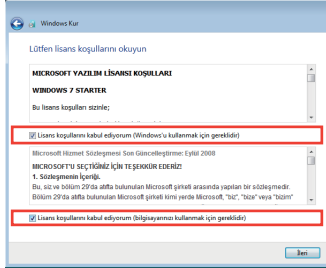 Windows Kur
Lütfen lisans koşullarını okuyun
MICROSOFT YAZILIM LİSANSI KOŞULLARI
WINDOWS 7 STARTER
Bu lisans koşulları sizinle;
Lisans koşullarını kabul ediyorum (Windows'u kullanmak için gereklidir)
Microsoft Hizmet Sözleşmesi Son Güncelleştirme: Eylül 2008
MICROSOFT'U SEÇTİĞİNİZ İÇİN TEŞEKKÜR EDERİZ!
1. Sözleşmenin İçeriği.
Bu, siz ve bölüm 29'da atıfta bulunulan Microsoft şirketi arasında yapılan bir sözleşmedir.
Bölüm 29'da atıfta bulunulan Microsoft şirketi kimi yerde Microsoft, "biz", "bize" veya "bizim"
Lisans koşullarını kabul ediyorum (bilgisayarınızı kullanmak için gereklidir)
İleri